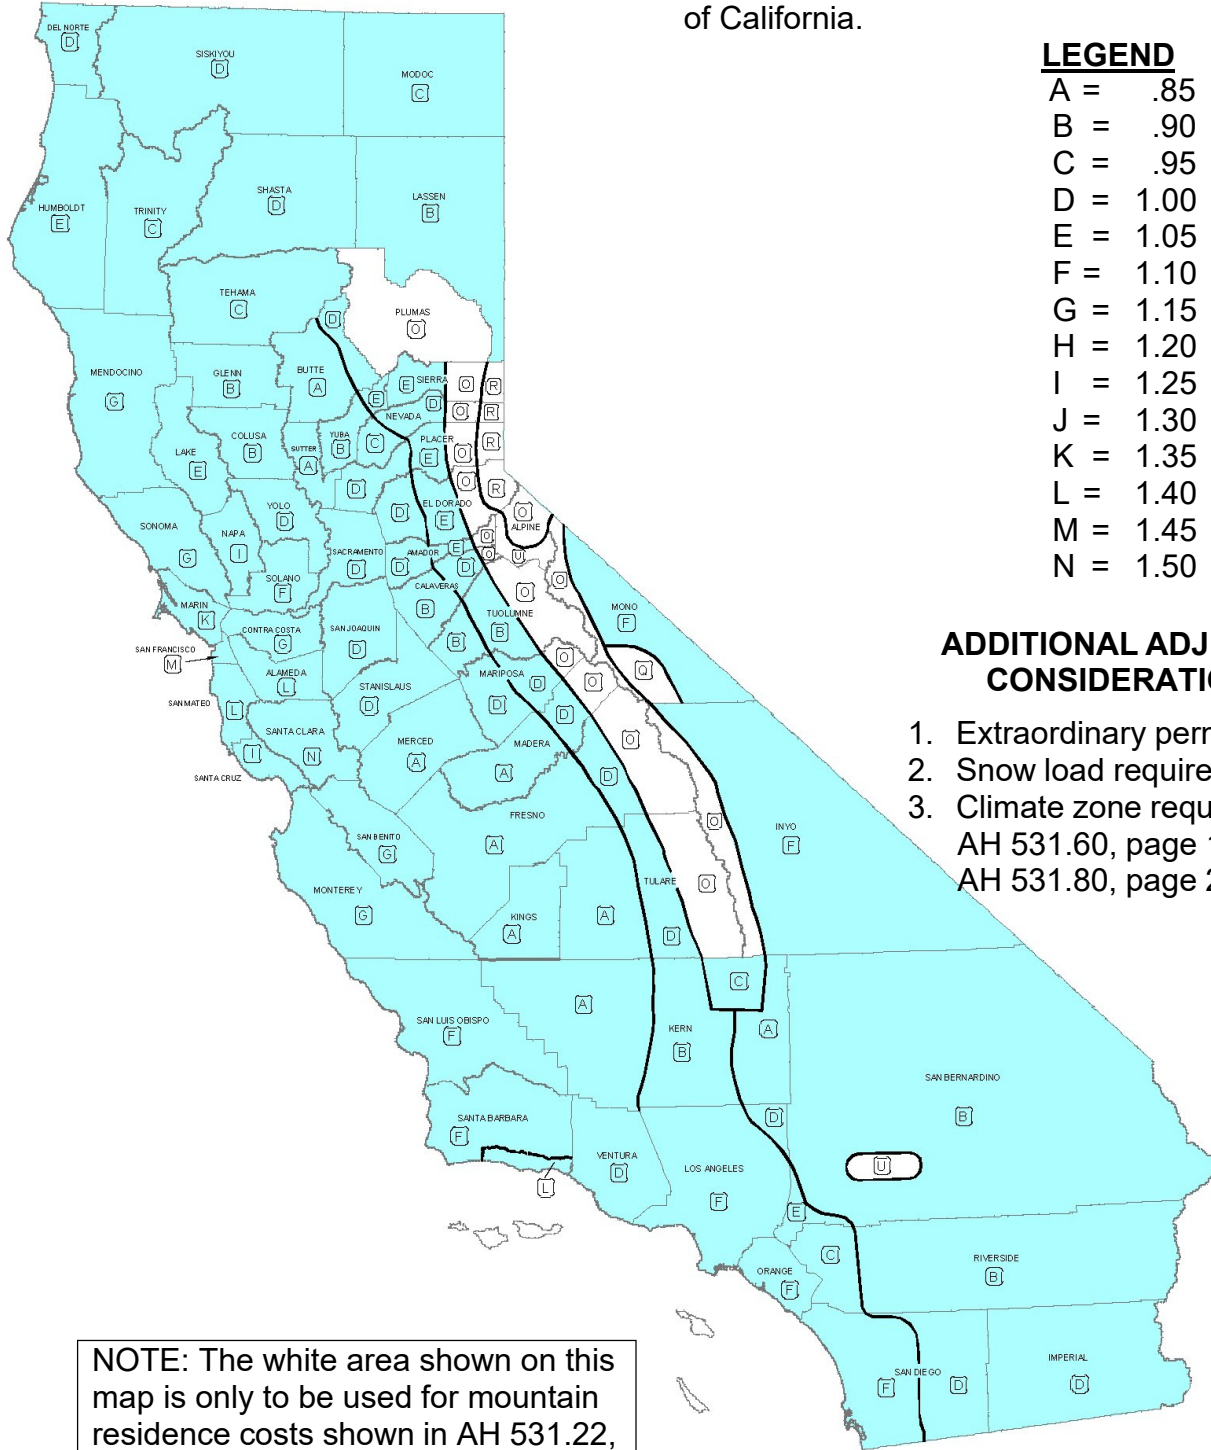 of California.
LEGEND
A = .85
B = .90
C = .95
D = 1.00
E = 1.05
F = 1.10
G = 1.15
H = 1.20
I = 1.25
J = 1.30
K = 1.35
L = 1.40
M = 1.45
N = 1.50
ADDITIONAL ADJ
CONSIDERATI
1. Extraordinary per
2. Snow load require
3. Climate zone requ
AH 531.60, page 1
AH 531.80, page 2
DEL NORTE
D
SISKIYOU
D
MODOC
C
HUMBOLDT
E
TRINITY
C
SHASTA
D
LASSEN
B
TEHAMA
C
D
PLUMAS
O
MENDOCINO
G
GLENN
B
BUTTE
A
E
E SIERRA
D
O R
O R
O R
O R
NEVADA
C
YUBA
B
SUTTER
A
COLUSA
B
LAKE
E
PLACER
E
D
YOLO
D
NAPA
I
SONOMA
G
D
EL DORADO
E
O
ALPINE
U
O
O
SACRAMENTO
D
AMADOR
D
E
D
SOLANO
F
CALAVERAS
B
O
O
MONO
F
MARIN
K
CONTRA COSTA
G
SAN JOAQUIN
D
TUOLUMNE
B
B
SAN FRANCISCO
M
ALAMEDA
L
O
O
Q
STANISLAUS
D
MARIPOSA
D
D
D
SAN MATEO
L
SANTA CLARA
N
I
SANTA CRUZ
MERCED
A
MADERA
A
D
O
FRESNO
A
SAN BENITO
G
O
INYO
F
MONTEREY
G
KINGS
A
A
TULARE
D
O
C
A
SAN LUIS OBISPO
F
KERN
B
A
SAN BERNARDINO
B
U
SANTA BARBARA
F
L
VENTURA
D
LOS ANGELES
F
D
E
C
ORANGE
F
RIVERSIDE
B
SAN DIEGO
F
D
IMPERIAL
D
NOTE: The white area shown on this
map is only to be used for mountain
residence costs shown in AH 531.22,